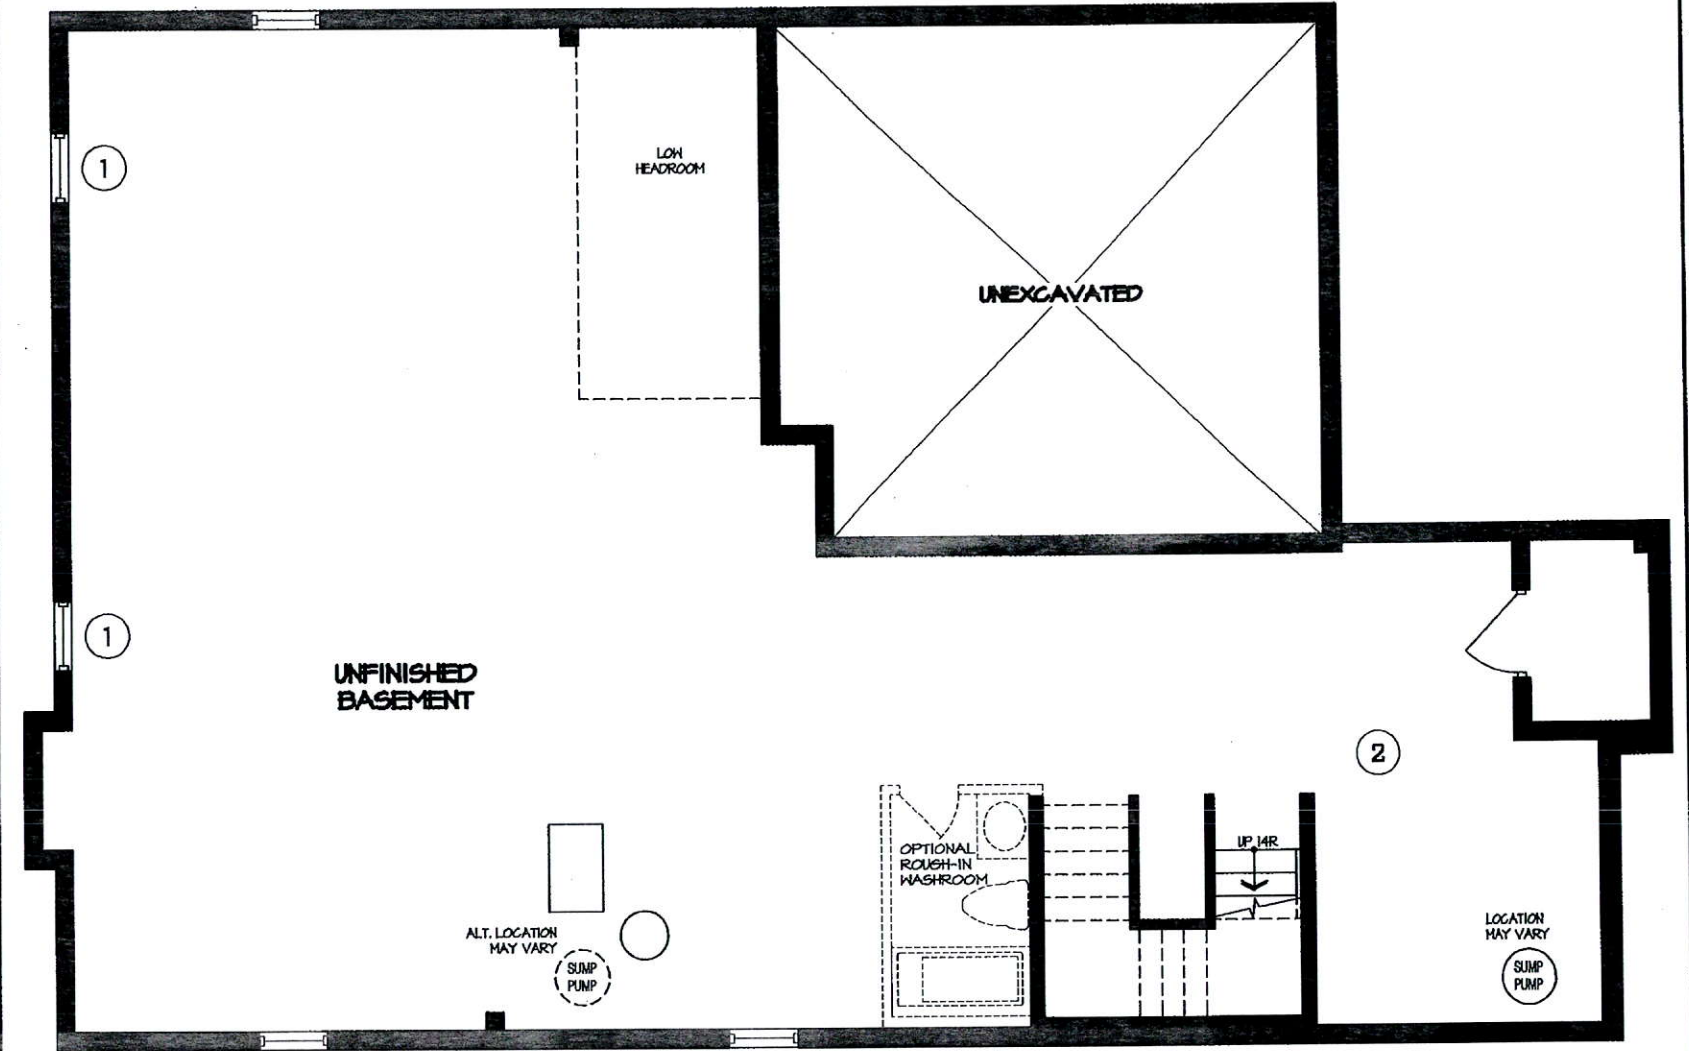 1
LOW
HEADROOM
UNEXCAVATED
1
UNFINISHED
BASEMENT
2
OPTIONAL
ROUGH-IN
WASHROOM
UP 14R
ALT. LOCATION
MAY VARY
SUMP
PUMP
LOCATION
MAY VARY
SUMP
PUMP